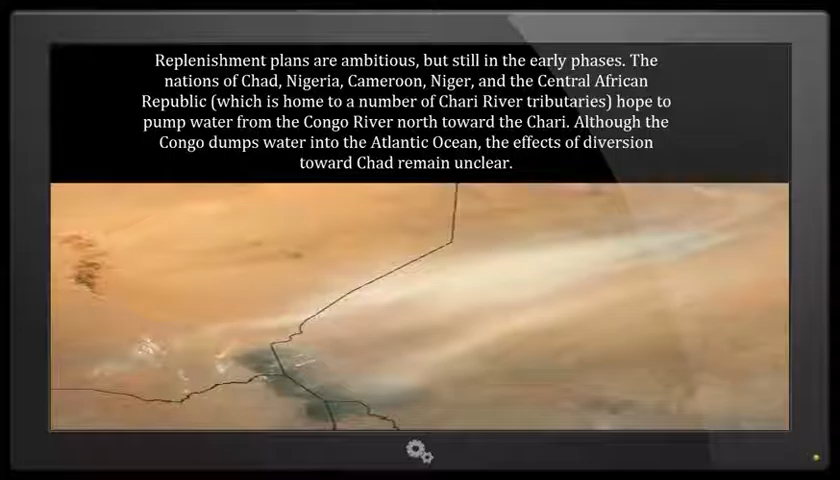 Replenishment plans are ambitious, but still in the early phases. The
nations of Chad, Nigeria, Cameroon, Niger, and the Central African
Republic (which is home to a number of Chari River tributaries) hope to
pump water from the Congo River north toward the Chari. Although the
Congo dumps water into the Atlantic Ocean, the effects of diversion
toward Chad remain unclear.